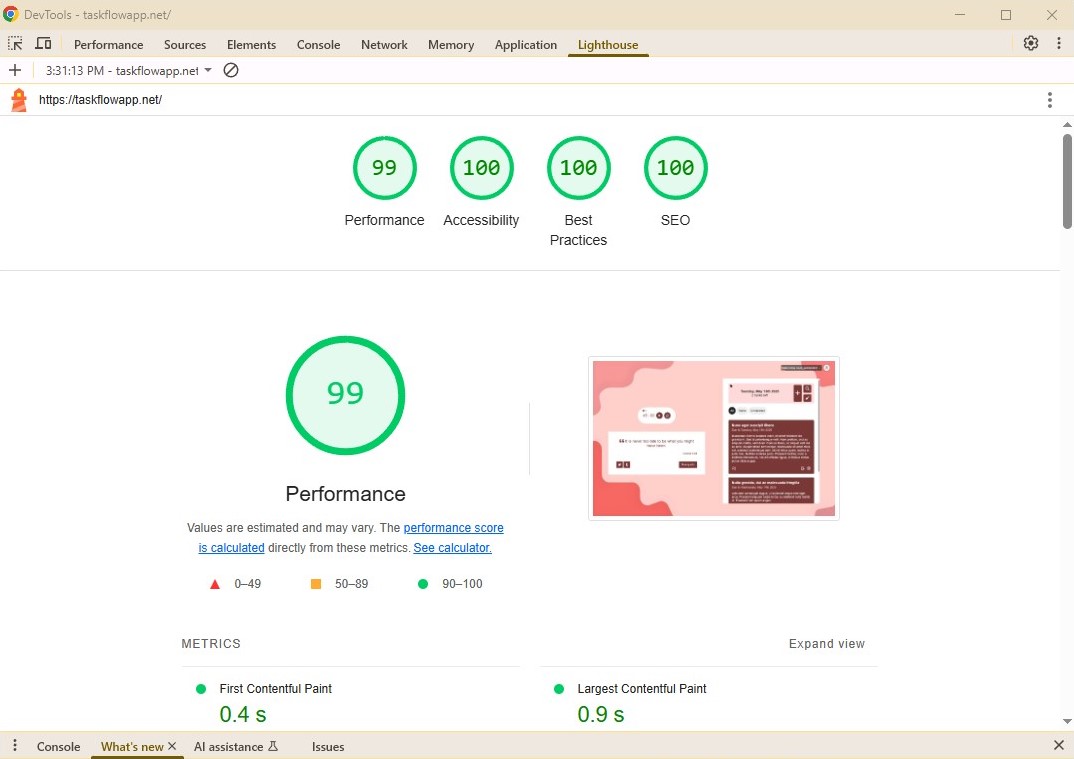 DevTools - taskflowapp.net/
Performance Sources Elements Console Network Memory Application Lighthouse
3:31:13 PM - taskflowapp.net
https://taskflowapp.net/
99 100 100 100
Performance Accessibility Best Practices SEO
99
Performance
Values are estimated and may vary. The performance score
is calculated directly from these metrics. See calculator.
0–49 50–89 90–100
METRICS Expand view
First Contentful Paint Largest Contentful Paint
0.4 s 0.9 s
Console What's new AI assistance Issues